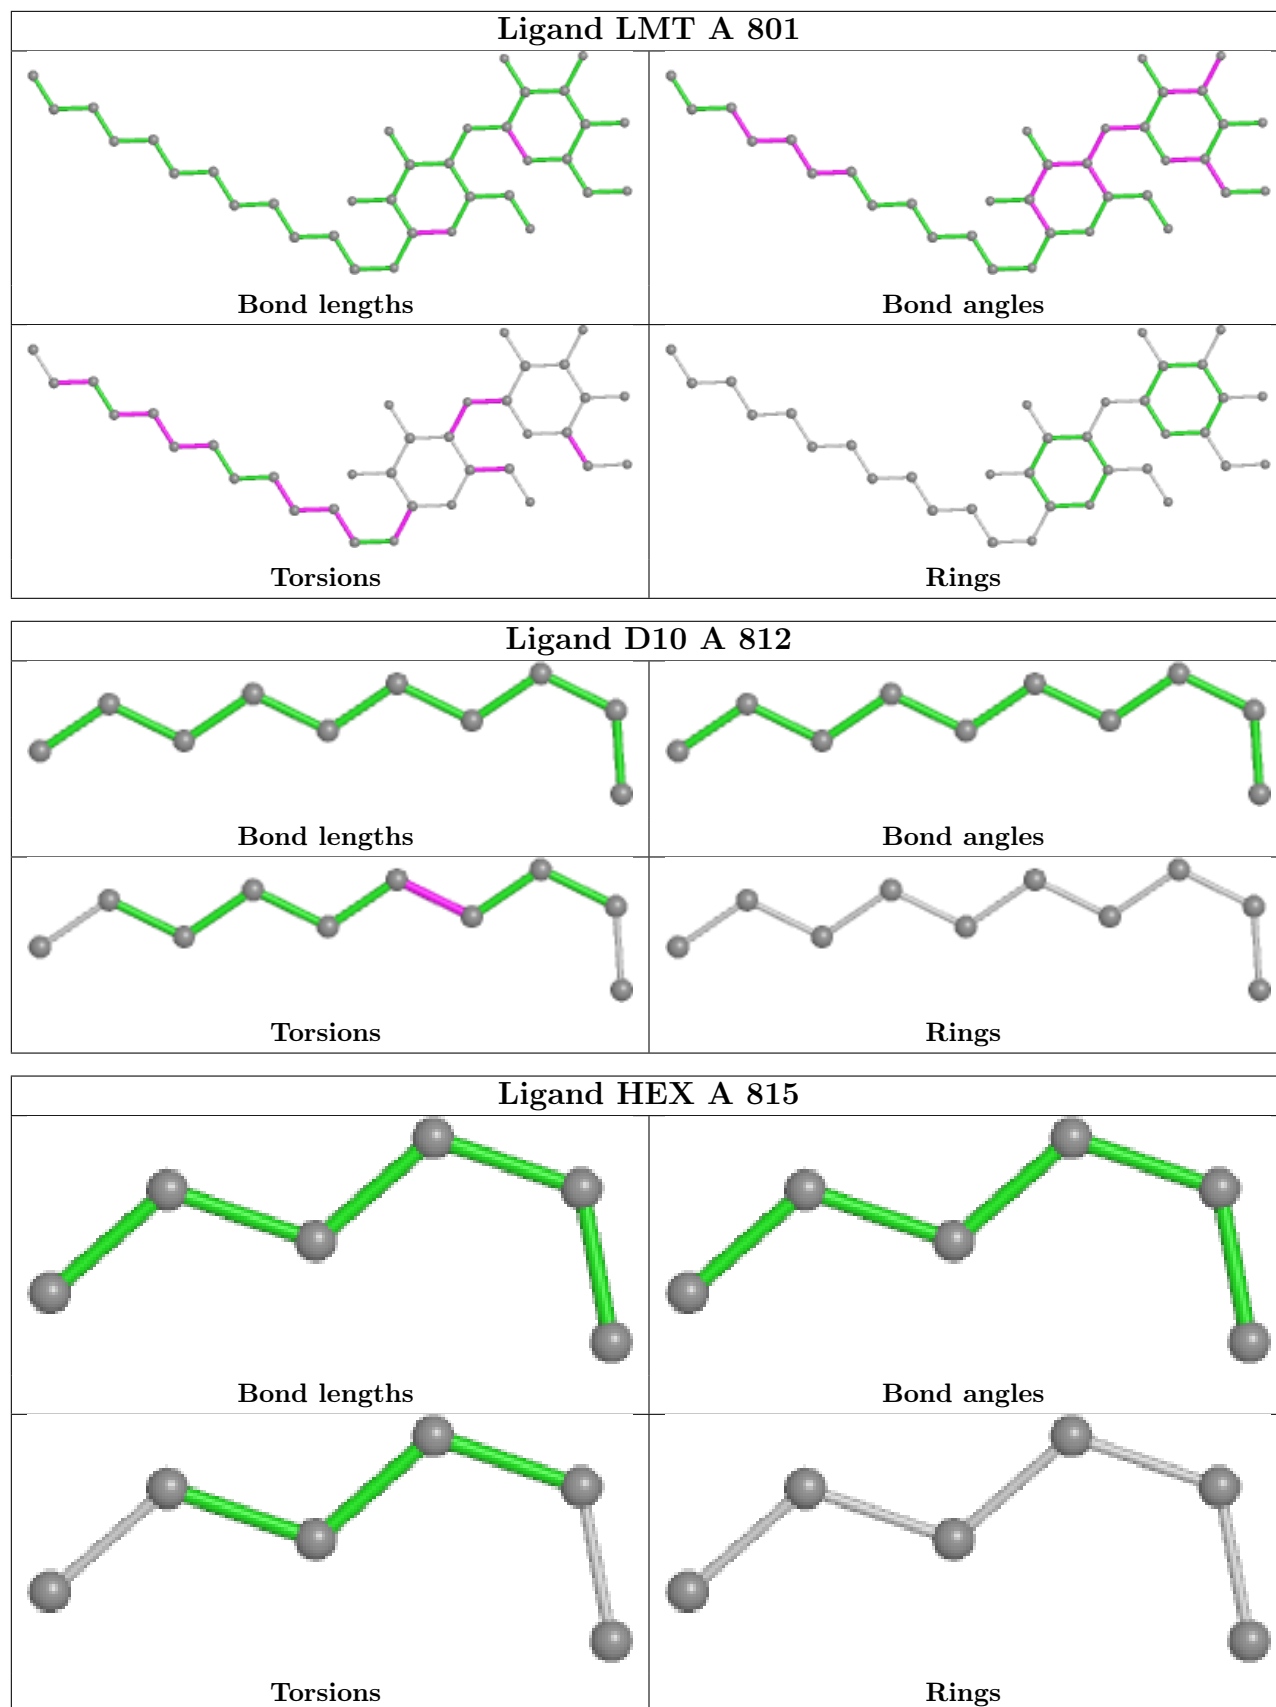 Ligand LMT A 801
Bond lengths
Bond angles
Torsions
Rings
Ligand D10 A 812
Bond lengths
Bond angles
Torsions
Rings
Ligand HEX A 815
Bond lengths
Bond angles
Torsions
Rings